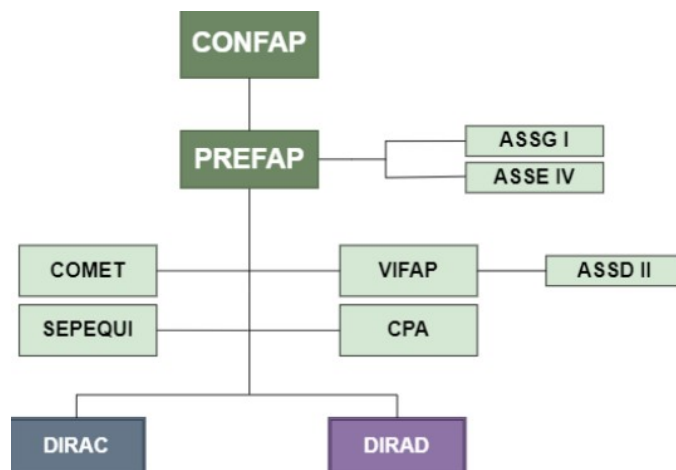 CONFAP
PREFAP
ASSG I
ASSE IV
COMET
VIFAP
ASSD II
SEPEQUI
CPA
DIRAC
DIRAD